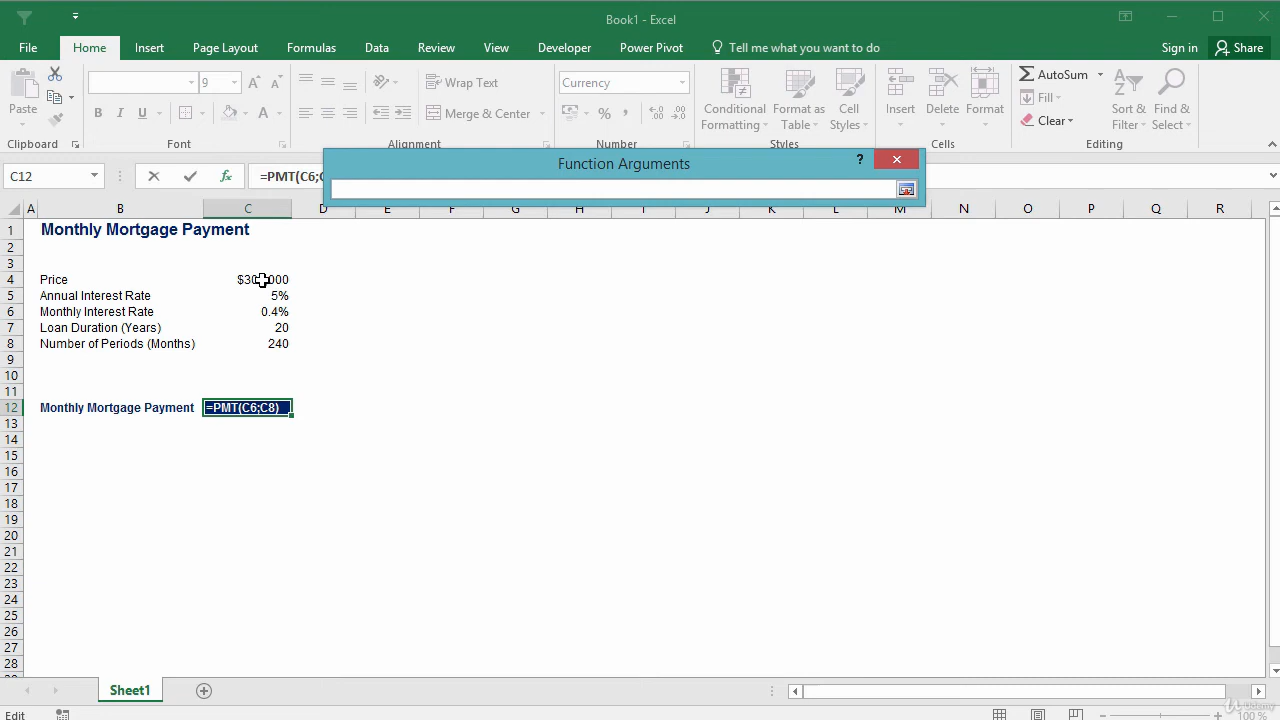 Book1 - Excel
File Home Insert Page Layout Formulas Data Review View Developer Power Pivot Tell me what you want to do Sign in Share
9 Wrap Text Currency AutoSum
Paste Conditional Format as Cell Insert Delete Format Fill Sort & Find &
B I U A Merge & Center % Formatting Table Styles Clear Filter Select
Clipboard Font Alignment Number Styles Cells Editing
Function Arguments ?
C12 fx =PMT(C6;
A B C D E F G H I J K L M N O P Q R
1 Monthly Mortgage Payment
2
3
4 Price
5 Annual Interest Rate 5%
6 Monthly Interest Rate 0.4%
7 Loan Duration (Years) 20
8 Number of Periods (Months) 240
9
10
11
12 Monthly Mortgage Payment =PMT(C6;C8)
13
14
15
16
17
18
19
20
21
22
23
24
25
26
27
28
Sheet1
Edit 100 %
Udemy